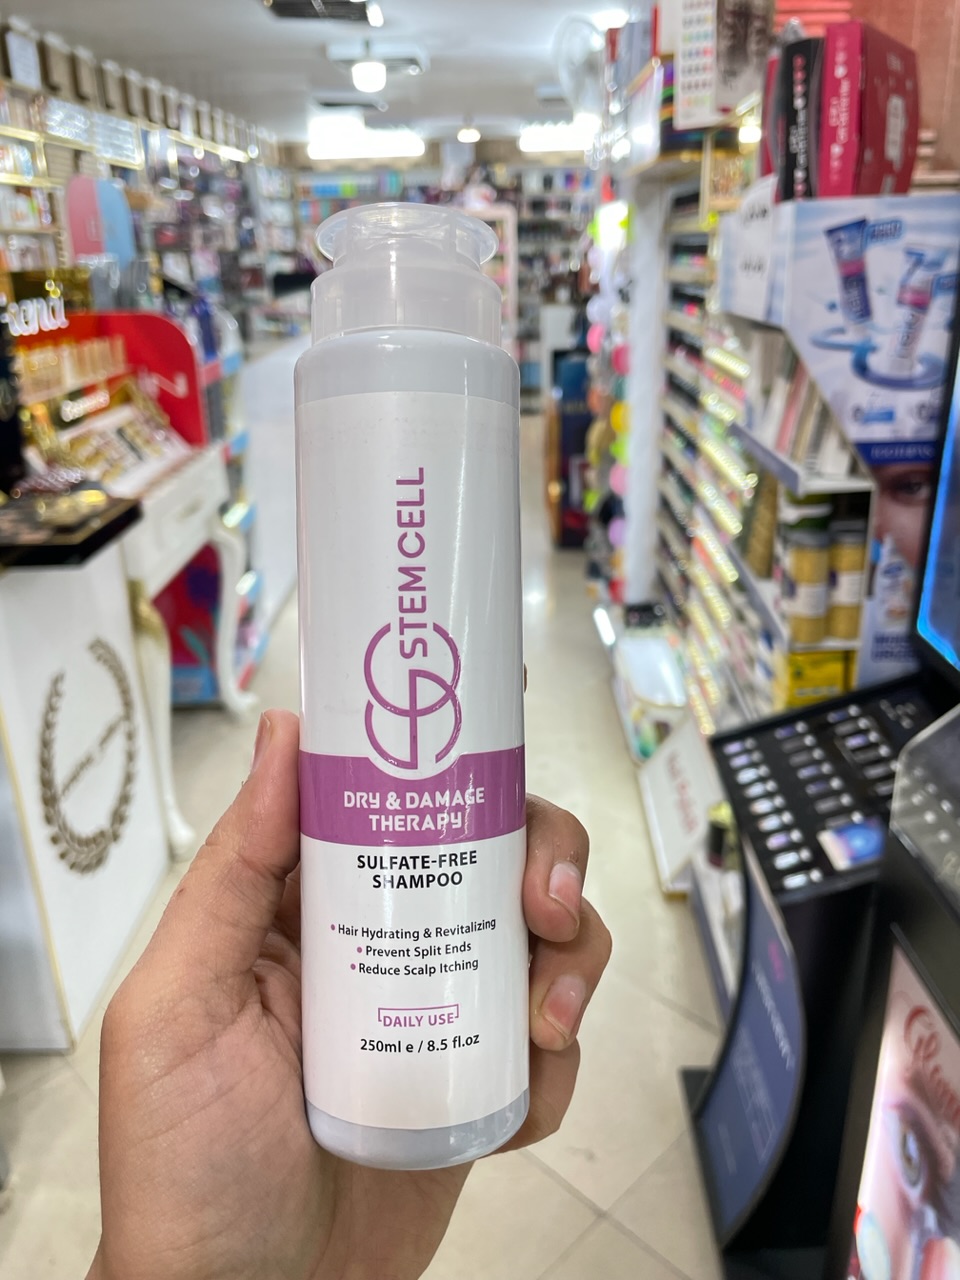 STEMCELL
DRY & DAMAGE
THERAPY
SULFATE-FREE
SHAMPOO
• Hair Hydrating & Revitalizing
• Prevent Split Ends
• Reduce Scalp Itching
DAILY USE
250ml e / 8.5 fl.oz